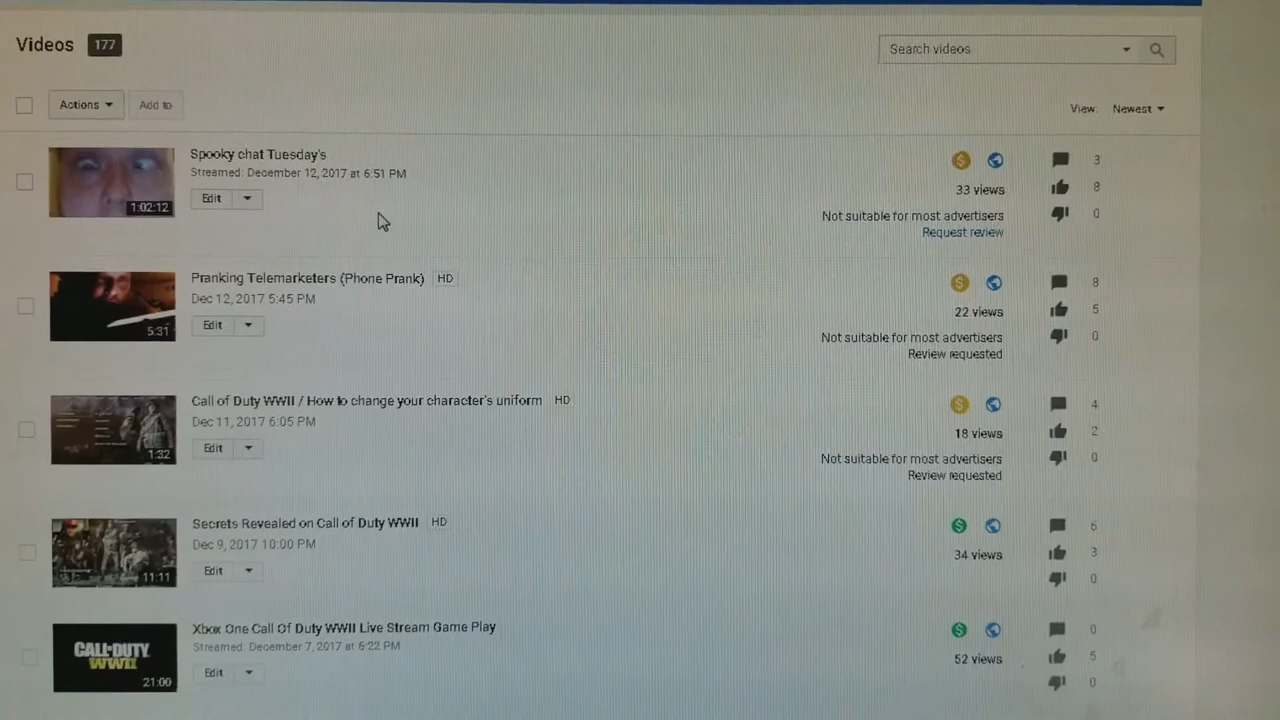 Videos 177
Search videos
Actions
Add to
View: Newest
Spooky chat Tuesday's
Streamed: December 12, 2017 at 6:51 PM
1:02:12
Edit
33 views
Not suitable for most advertisers
Request review
3
8
0
Pranking Telemarketers (Phone Prank) HD
Dec 12, 2017 5:45 PM
5:31
Edit
22 views
Not suitable for most advertisers
Review requested
8
5
0
Call of Duty WWII / How to change your character's uniform HD
Dec 11, 2017 6:05 PM
1:32
Edit
18 views
Not suitable for most advertisers
Review requested
4
2
0
Secrets Revealed on Call of Duty WWII HD
Dec 9, 2017 10:00 PM
11:11
Edit
34 views
6
3
0
Xbox One Call Of Duty WWII Live Stream Game Play
Streamed: December 7, 2017 at 6:22 PM
CALL•DUTY
WWII
21:00
Edit
52 views
0
5
0